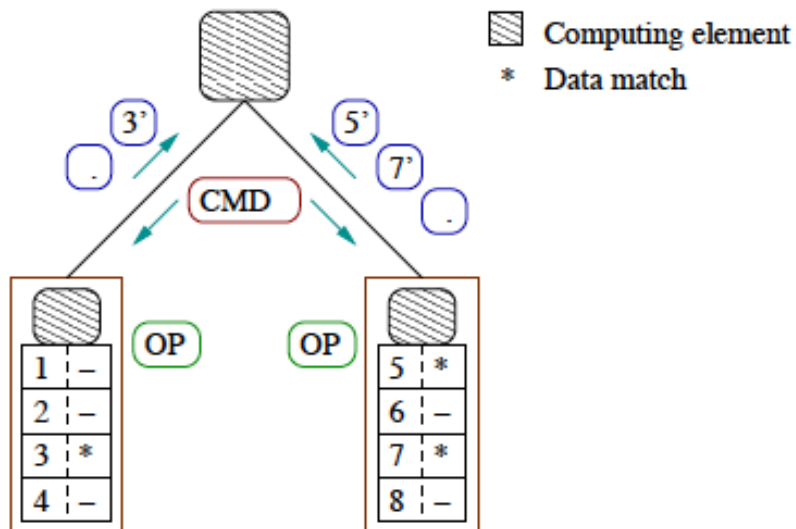 Computing element
* Data match
3' 5'
. 7'
CMD .
OP OP
1 – 5 *
2 – 6 –
3 * 7 *
4 – 8 –